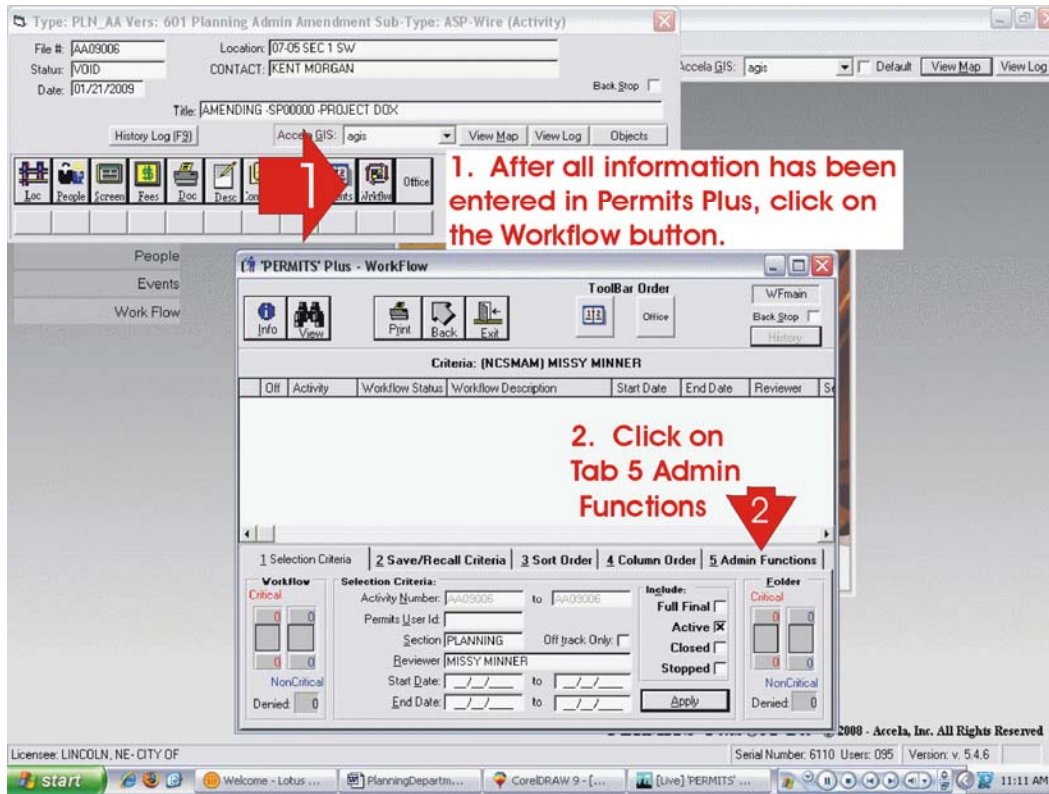 Type: PLN_AA Vers: 601 Planning Admin Amendment Sub-Type: ASP-Wire (Activity)
File #: AA09006
Location: 07-05 SEC 1 SW
Status: VOID
CONTACT: KENT MORGAN
Date: 01/21/2009
Back Stop
Title: AMENDING -SP00000 -PROJECT DOX
History Log (F9)
Accela GIS: agis
View Map
View Log
Objects
Accela GIS: agis
Default
View Map
View Log
Loc
People
Screen
Fees
Doc
Desc
Office
1
1. After all information has been
entered in Permits Plus, click on
the Workflow button.
People
Events
Work Flow
'PERMITS' Plus - WorkFlow
Info
View
Print
Back
Exit
ToolBar Order
Office
WFmain
Back Stop
History
Criteria: (NCSMAM) MISSY MINNER
Off Activity Workflow Status Workflow Description Start Date End Date Reviewer
2. Click on
Tab 5 Admin
Functions
2
1 Selection Criteria
2 Save/Recall Criteria
3 Sort Order
4 Column Order
5 Admin Functions
Workflow
Critical
0 0
0 0
NonCritical
Denied: 0
Selection Criteria:
Activity Number: AA09006 to AA09006
Permits User Id:
Section PLANNING
Off track Only:
Reviewer MISSY MINNER
Start Date: _/_/_ to _/_/_
End Date: _/_/_ to _/_/_
Include:
Full Final
Active
Closed
Stopped
Apply
Folder
Critical
0 0
0 0
NonCritical
Denied: 0
2008 - Accela, Inc. All Rights Reserved
Licensee: LINCOLN, NE - CITY OF
Serial Number: 6110 Users: 095
Version: v. 5.4.6
start
Welcome - Lotus ...
PlanningDepartm...
CorelDRAW 9 - [...
[Live] 'PERMITS' ...
11:11 AM